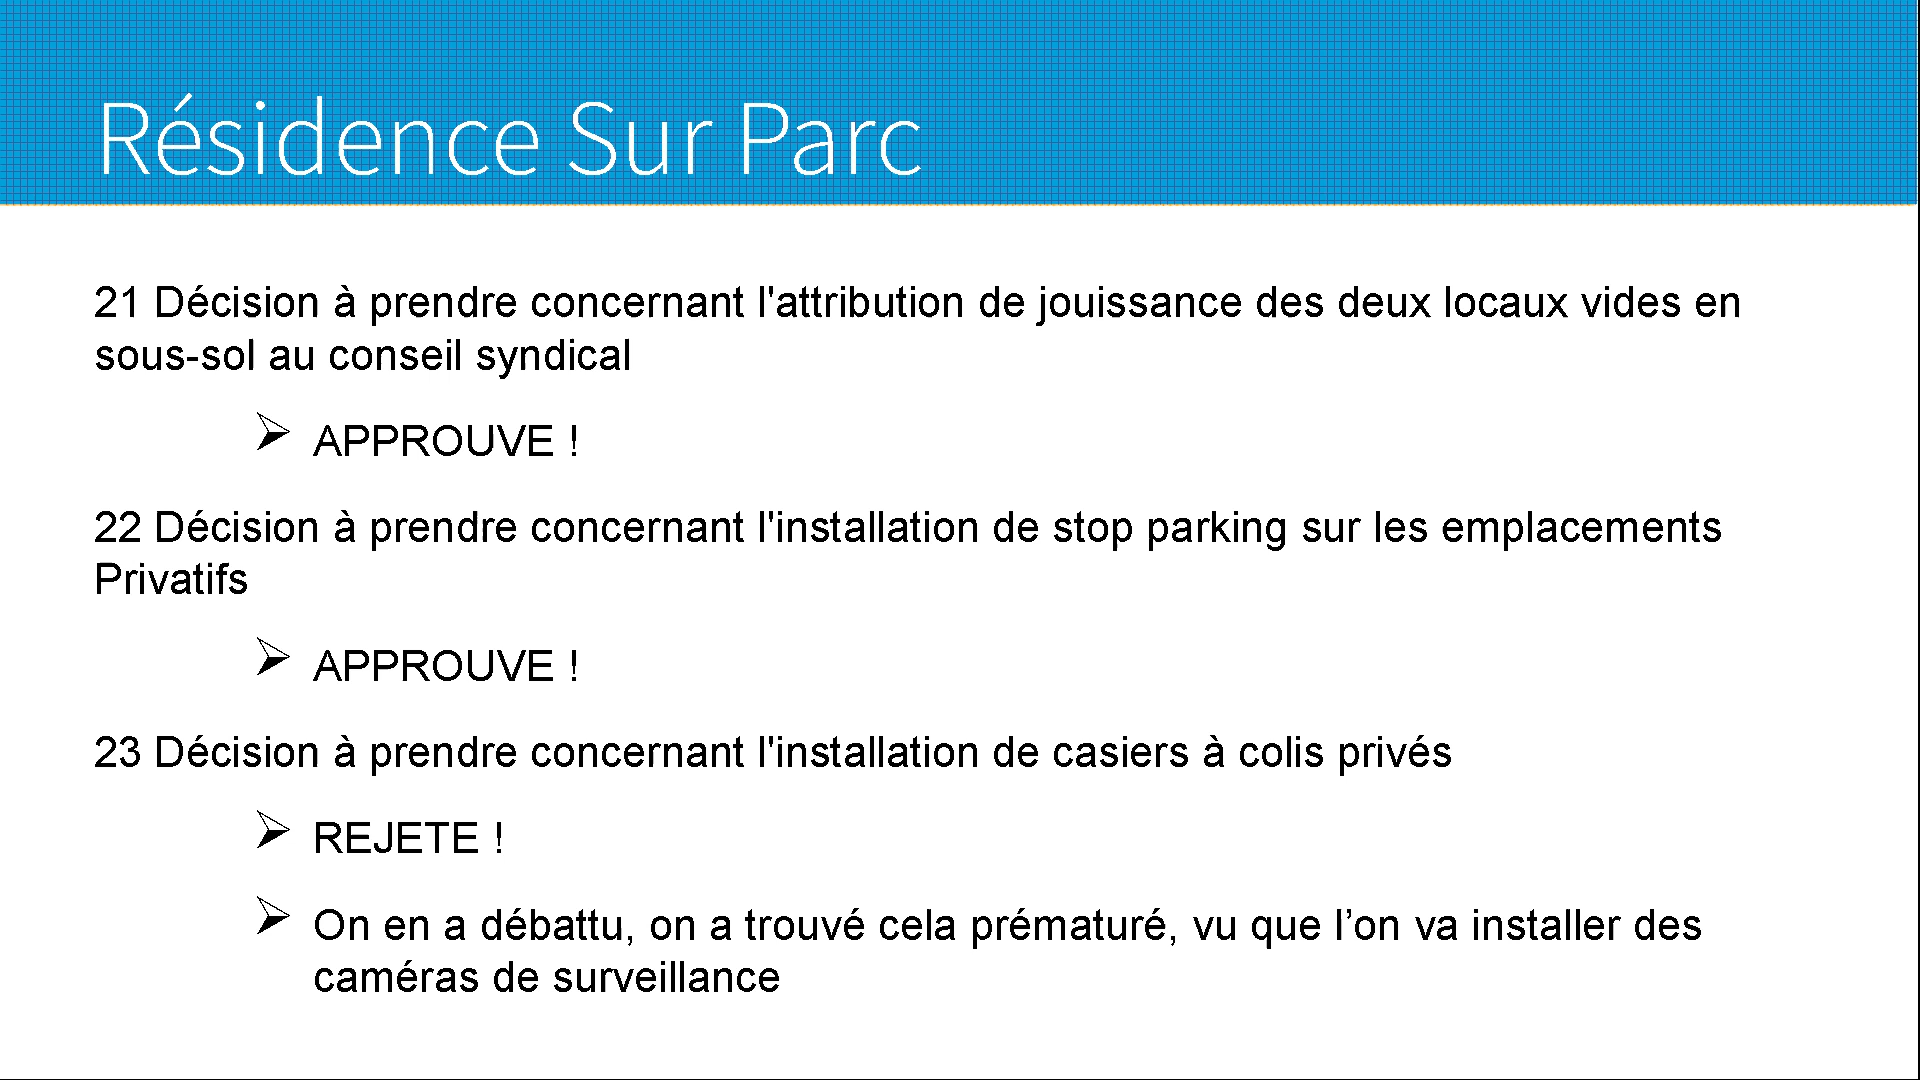 Résidence Sur Parc
21 Décision à prendre concernant l'attribution de jouissance des deux locaux vides en
sous-sol au conseil syndical
➢ APPROUVE !
22 Décision à prendre concernant l'installation de stop parking sur les emplacements
Privatifs
➢ APPROUVE !
23 Décision à prendre concernant l'installation de casiers à colis privés
➢ REJETE !
➢ On en a débattu, on a trouvé cela prématuré, vu que l’on va installer des
caméras de surveillance